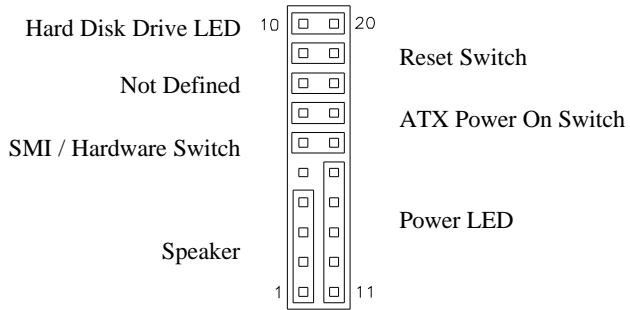 Hard Disk Drive LED
10
20
Reset Switch
Not Defined
ATX Power On Switch
SMI / Hardware Switch
Power LED
Speaker
1
11